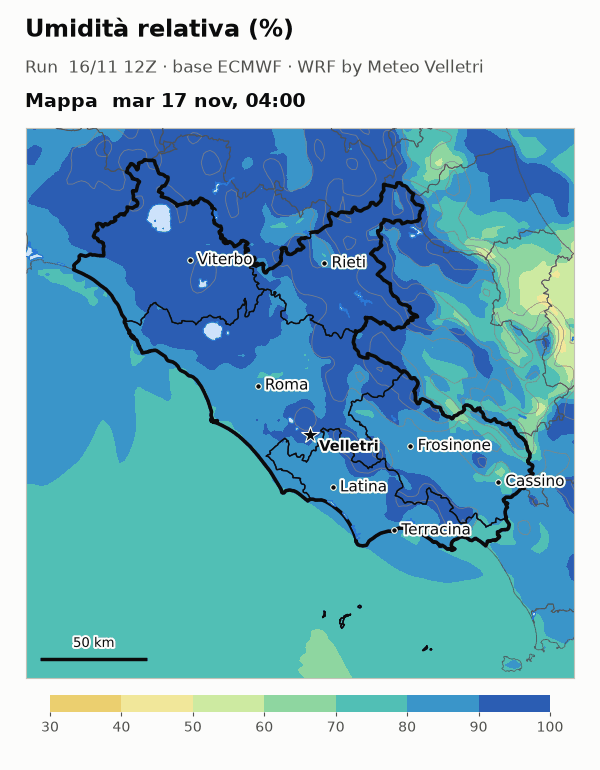 Umidità relativa (%)
Run  16/11 12Z · base ECMWF · WRF by Meteo Velletri
Mappa  mar 17 nov, 04:00
Viterbo
Rieti
Roma
Velletri
Frosinone
Cassino
Latina
Terracina
50 km
30 40 50 60 70 80 90 100